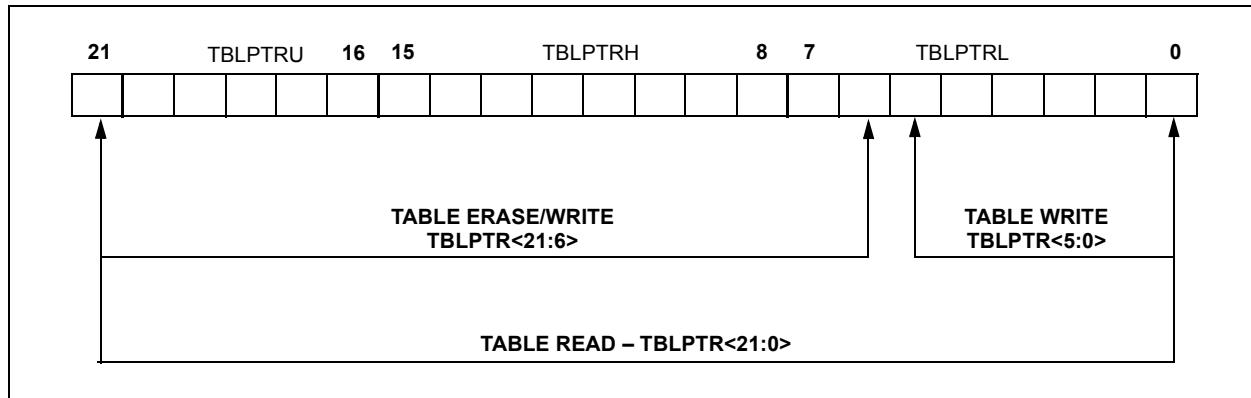 21 TBLPTRU 16 15 TBLPTRH 8 7 TBLPTRL 0
TABLE ERASE/WRITE
TBLPTR<21:6>
TABLE WRITE
TBLPTR<5:0>
TABLE READ – TBLPTR<21:0>